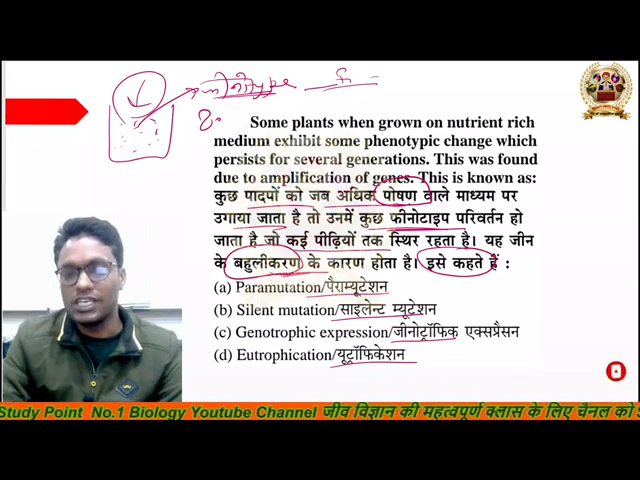 8.
Some plants when grown on nutrient rich
medium exhibit some phenotypic change which
persists for several generations. This was found
due to amplification of genes. This is known as:
कुछ पादपों को जब अधिक पोषण वाले माध्यम पर
उगाया जाता है तो उनमें कुछ फीनोटाइप परिवर्तन हो
जाता है जो कई पीढ़ियों तक स्थिर रहता है। यह जीन
के बहुलीकरण के कारण होता है। इसे कहते हैं :
(a) Paramutation/पैराम्यूटेशन
(b) Silent mutation/साइलेन्ट म्यूटेशन
(c) Genotrophic expression/जीनोट्रॉफिक एक्सप्रैसन
(d) Eutrophication/यूट्रॉफिकेशन
Study Point No.1 Biology Youtube Channel जीव विज्ञान की महत्वपूर्ण क्लास के लिए चैनल को